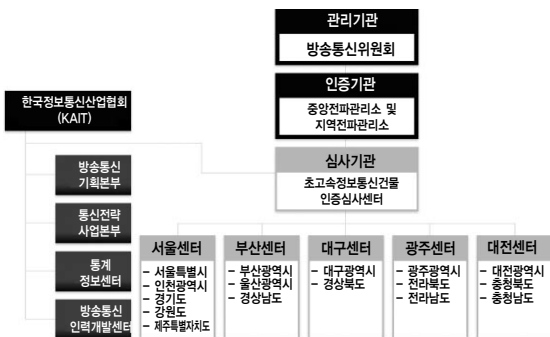 관리기관
방송통신위원회
인증기관
중앙전파관리소 및
지역전파관리소
한국정보통신산업협회
(KAIT)
심사기관
초고속정보통신건물
인증심사센터
방송통신
기획본부
통신전략
사업본부
통계
정보센터
방송통신
인력개발센터
서울센터
- 서울특별시
- 인천광역시
- 경기도
- 강원도
- 제주특별자치도
부산센터
- 부산광역시
- 울산광역시
- 경상남도
대구센터
- 대구광역시
- 경상북도
광주센터
- 광주광역시
- 전라북도
- 전라남도
대전센터
- 대전광역시
- 충청북도
- 충청남도